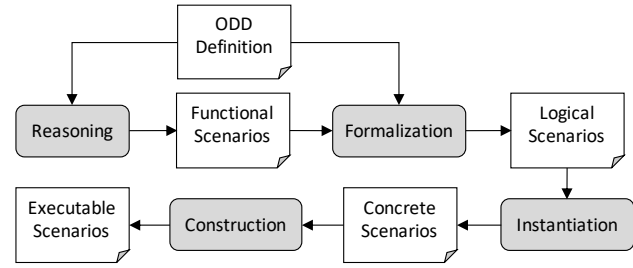 ODD
Definition
Reasoning
Functional
Scenarios
Formalization
Logical
Scenarios
Executable
Scenarios
Construction
Concrete
Scenarios
Instantiation